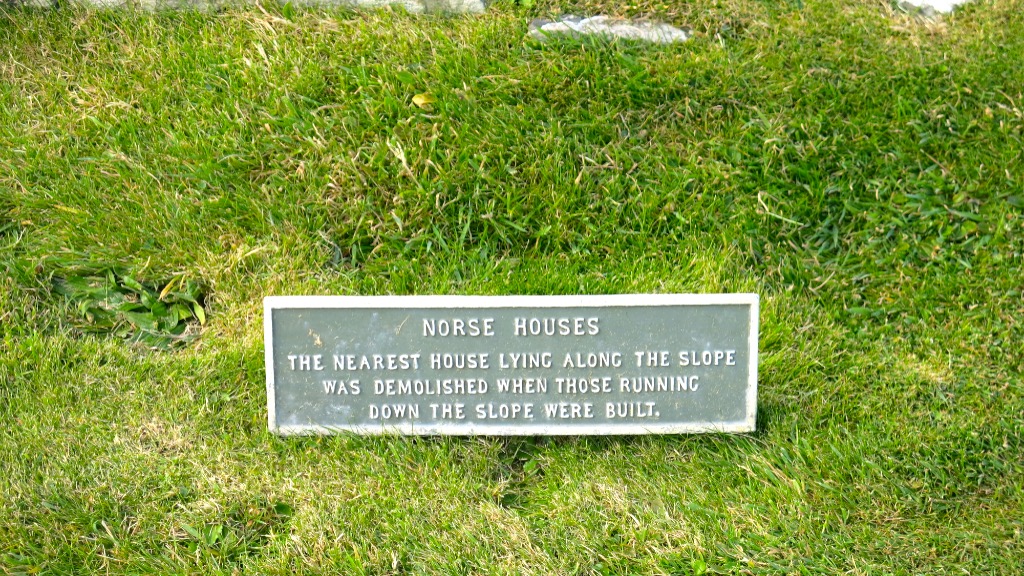 NORSE HOUSES
THE NEAREST HOUSE LYING ALONG THE SLOPE
WAS DEMOLISHED WHEN THOSE RUNNING
DOWN THE SLOPE WERE BUILT.